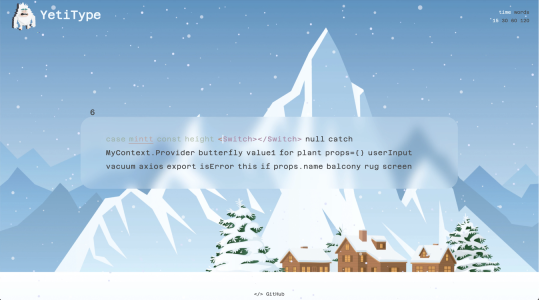 YetiType
time words
15 30 60 120
6
case mint1 const height <Switch></Switch> null catch
MyContext.Provider butterfly value1 for plant props={} userInput
vacuum axios export isError this if props.name balcony rug screen
</> GitHub